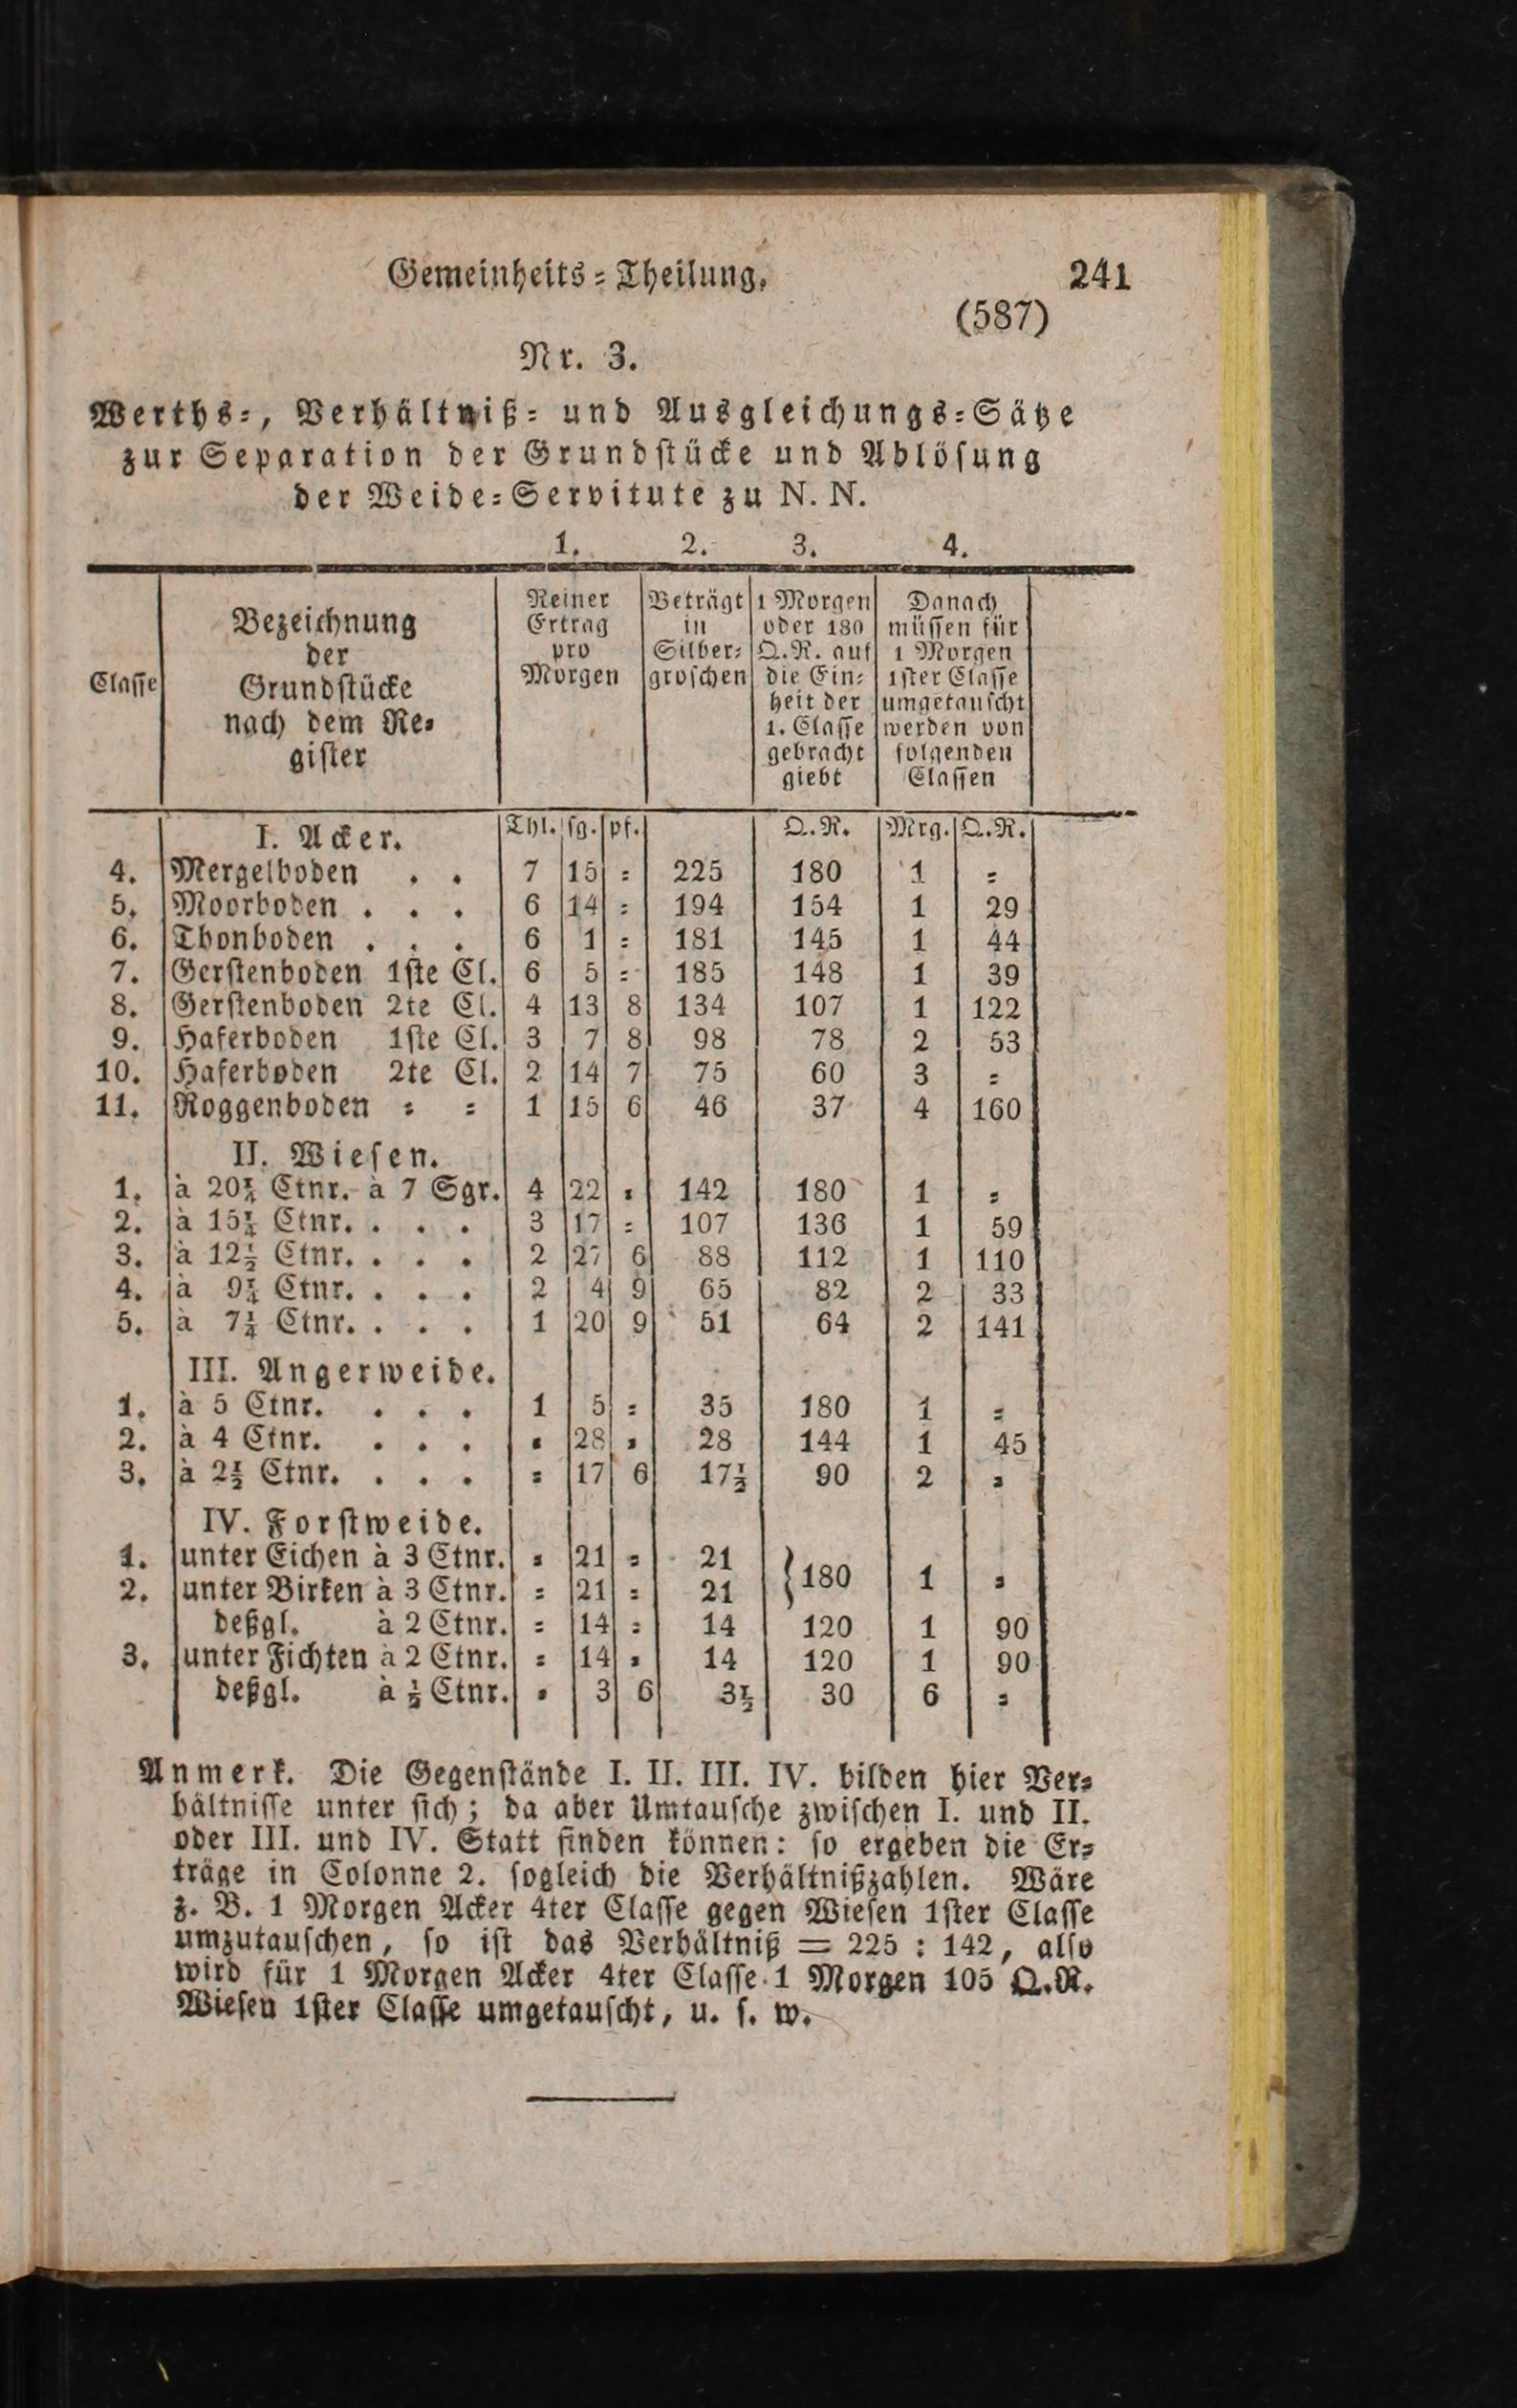 Gemeinheits=Theilung. 241
(587)
Nr. 3.
Werths=, Verhältniß= und Ausgleichungs=Sätze
zur Separation der Grundstücke und Ablösung
der Weide=Servitute zu N. N.
1. 2. 3. 4.
Classe
Bezeichnung
der
Grundstücke
nach dem Re=
gister
Reiner
Ertrag
pro
Morgen
Beträgt
in
Silber=
groschen
1 Morgen
oder 180
Q.R. auf
die Ein=
heit der
1. Classe
gebracht
giebt
Danach
müssen für
1 Morgen
1ster Classe
umgetauscht
werden von
folgenden
Classen
I. Acker. Thl. sg. pf. Q.R. Mrg. Q.R.
4. Mergelboden . . 7 15 = 225 180 1 =
5. Moorboden . . . 6 14 = 194 154 1 29
6. Thonboden . . . 6 1 = 181 145 1 44
7. Gerstenboden 1ste Cl. 6 5 = 185 148 1 39
8. Gerstenboden 2te Cl. 4 13 8 134 107 1 122
9. Haferboden 1ste Cl. 3 7 8 98 78 2 53
10. Haferboden 2te Cl. 2 14 7 75 60 3 =
11. Roggenboden = = 1 15 6 46 37 4 160
II. Wiesen.
1. à 20¼ Ctnr. à 7 Sgr. 4 22 = 142 180 1 =
2. à 15¼ Ctnr. . . . 3 17 = 107 136 1 59
3. à 12½ Ctnr. . . . 2 27 6 88 112 1 110
4. à 9¼ Ctnr. . . . 2 4 9 65 82 2 33
5. à 7¼ Ctnr. . . . 1 20 9 51 64 2 141
III. Angerweide.
1. à 5 Ctnr. . . . 1 5 = 35 180 1 =
2. à 4 Ctnr. . . . = 28 = 28 144 1 45
3. à 2½ Ctnr. . . . = 17 6 17½ 90 2 =
IV. Forstweide.
1. unter Eichen à 3 Ctnr. = 21 = 21 }180 1 =
2. unter Birken à 3 Ctnr. = 21 = 21
deßgl. à 2 Ctnr. = 14 = 14 120 1 90
3. unter Fichten à 2 Ctnr. = 14 = 14 120 1 90
deßgl. à ½ Ctnr. = 3 6 3½ 30 6 =
Anmerk. Die Gegenstände I. II. III. IV. bilden hier Ver=
hältnisse unter sich; da aber Umtausche zwischen I. und II.
oder III. und IV. Statt finden können: so ergeben die Er=
träge in Colonne 2. sogleich die Verhältnißzahlen. Wäre
z. B. 1 Morgen Acker 4ter Classe gegen Wiesen 1ster Classe
umzutauschen, so ist das Verhältniß = 225 : 142, also
wird für 1 Morgen Acker 4ter Classe 1 Morgen 105 Q.R.
Wiesen 1ster Classe umgetauscht, u. s. w.